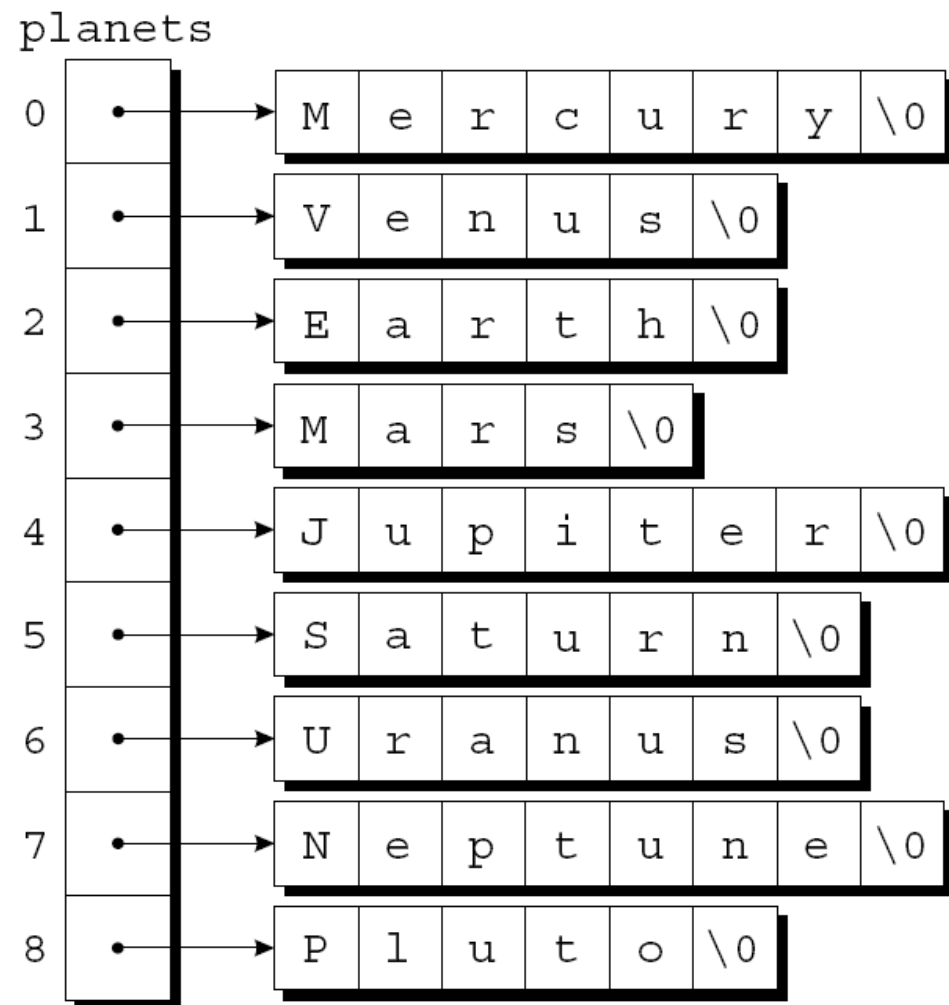 planets
0 M e r c u r y \0
1 V e n u s \0
2 E a r t h \0
3 M a r s \0
4 J u p i t e r \0
5 S a t u r n \0
6 U r a n u s \0
7 N e p t u n e \0
8 P l u t o \0